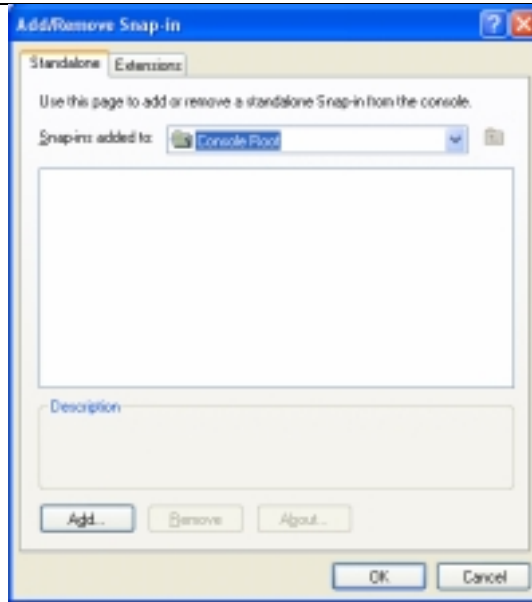 Add/Remove Snap-in
Standalone Extensions
Use this page to add or remove a standalone Snap-in from the console.
Snap-ins added to: Console Root
Description
Add... Remove About...
OK Cancel